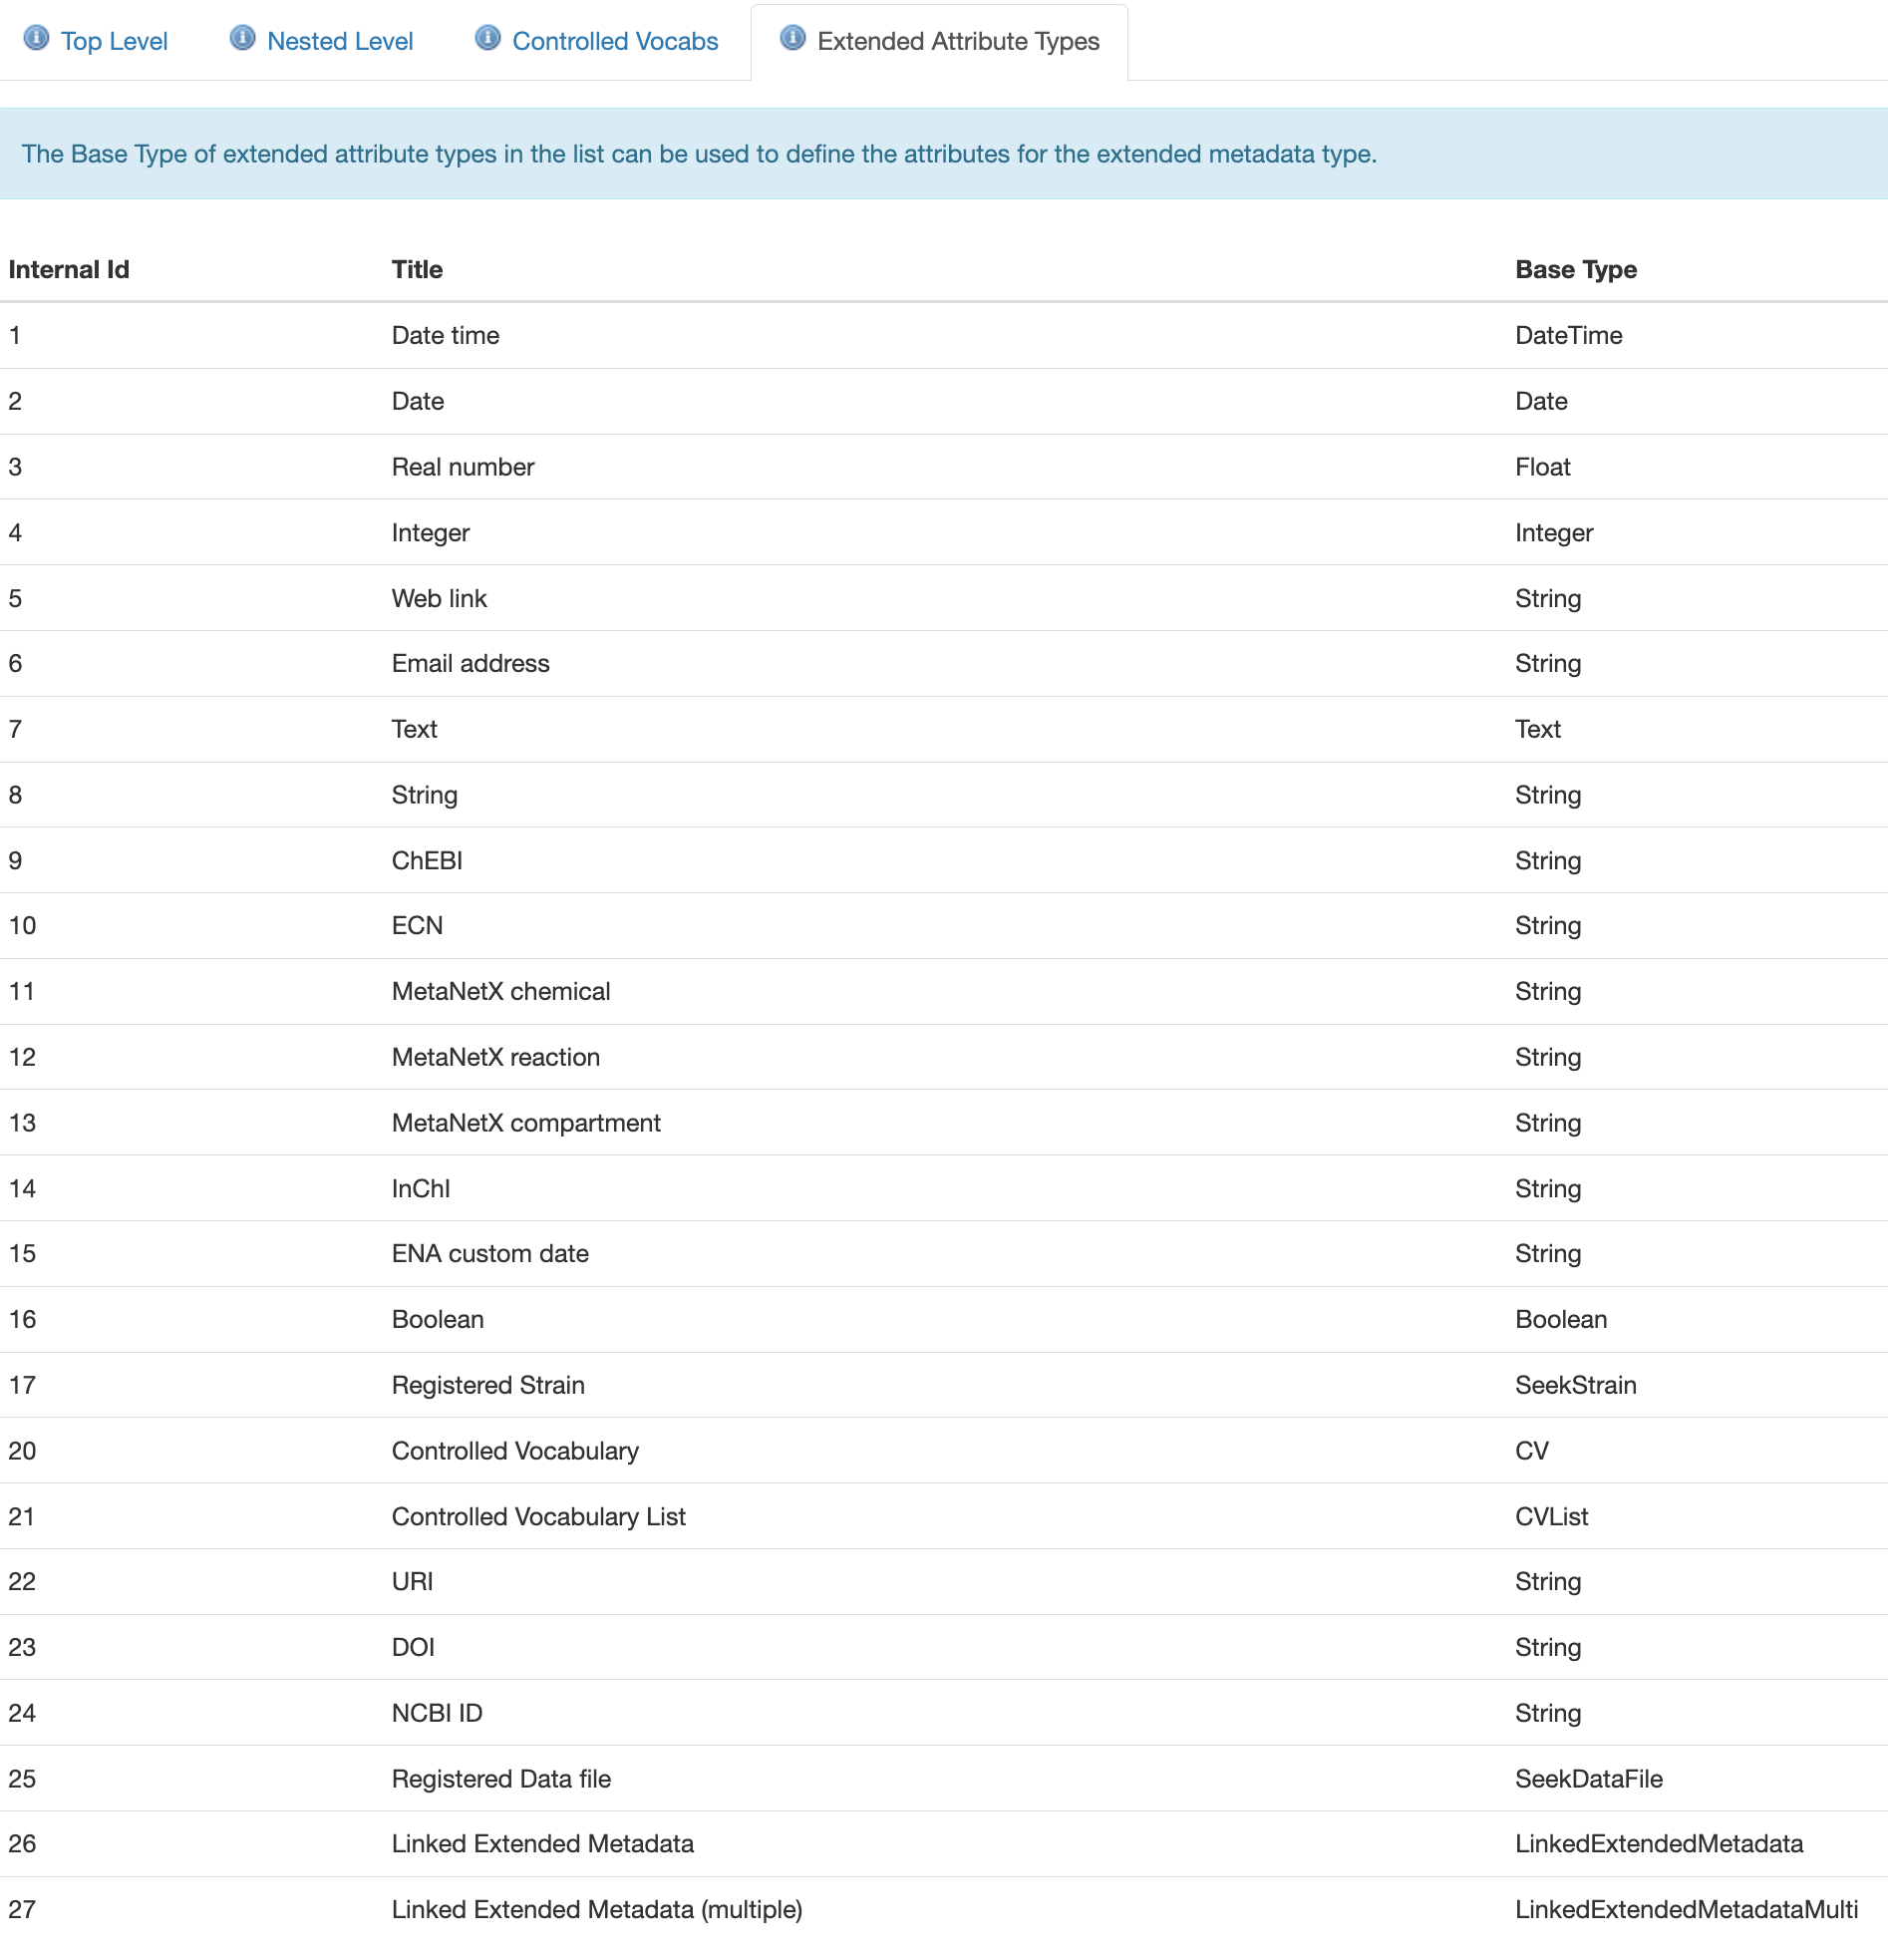 Top Level Nested Level Controlled Vocabs Extended Attribute Types
The Base Type of extended attribute types in the list can be used to define the attributes for the extended metadata type.
Internal Id Title Base Type
1 Date time DateTime
2 Date Date
3 Real number Float
4 Integer Integer
5 Web link String
6 Email address String
7 Text Text
8 String String
9 ChEBI String
10 ECN String
11 MetaNetX chemical String
12 MetaNetX reaction String
13 MetaNetX compartment String
14 InChI String
15 ENA custom date String
16 Boolean Boolean
17 Registered Strain SeekStrain
20 Controlled Vocabulary CV
21 Controlled Vocabulary List CVList
22 URI String
23 DOI String
24 NCBI ID String
25 Registered Data file SeekDataFile
26 Linked Extended Metadata LinkedExtendedMetadata
27 Linked Extended Metadata (multiple) LinkedExtendedMetadataMulti